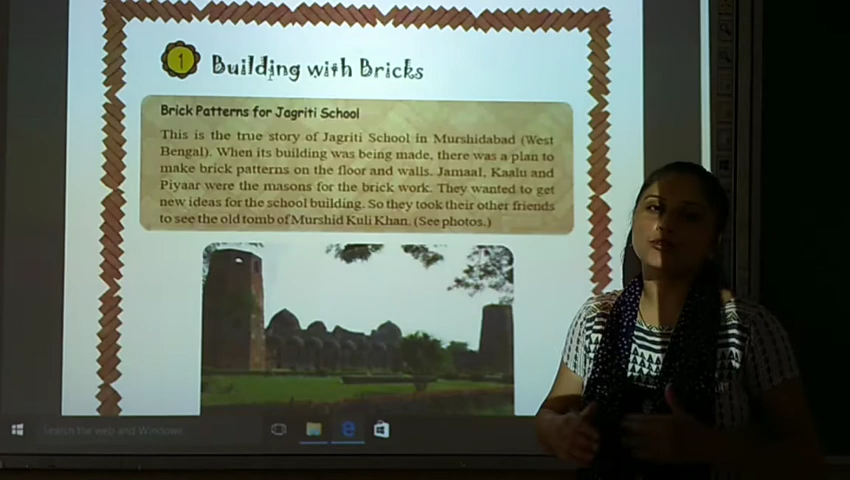 1
Building with Bricks
Brick Patterns for Jagriti School
This is the true story of Jagriti School in Murshidabad (West
Bengal). When its building was being made, there was a plan to
make brick patterns on the floor and walls. Jamaal, Kaalu and
Piyaar were the masons for the brick work. They wanted to get
new ideas for the school building. So they took their other friends
to see the old tomb of Murshid Kuli Khan. (See photos.)
Search the web and Windows